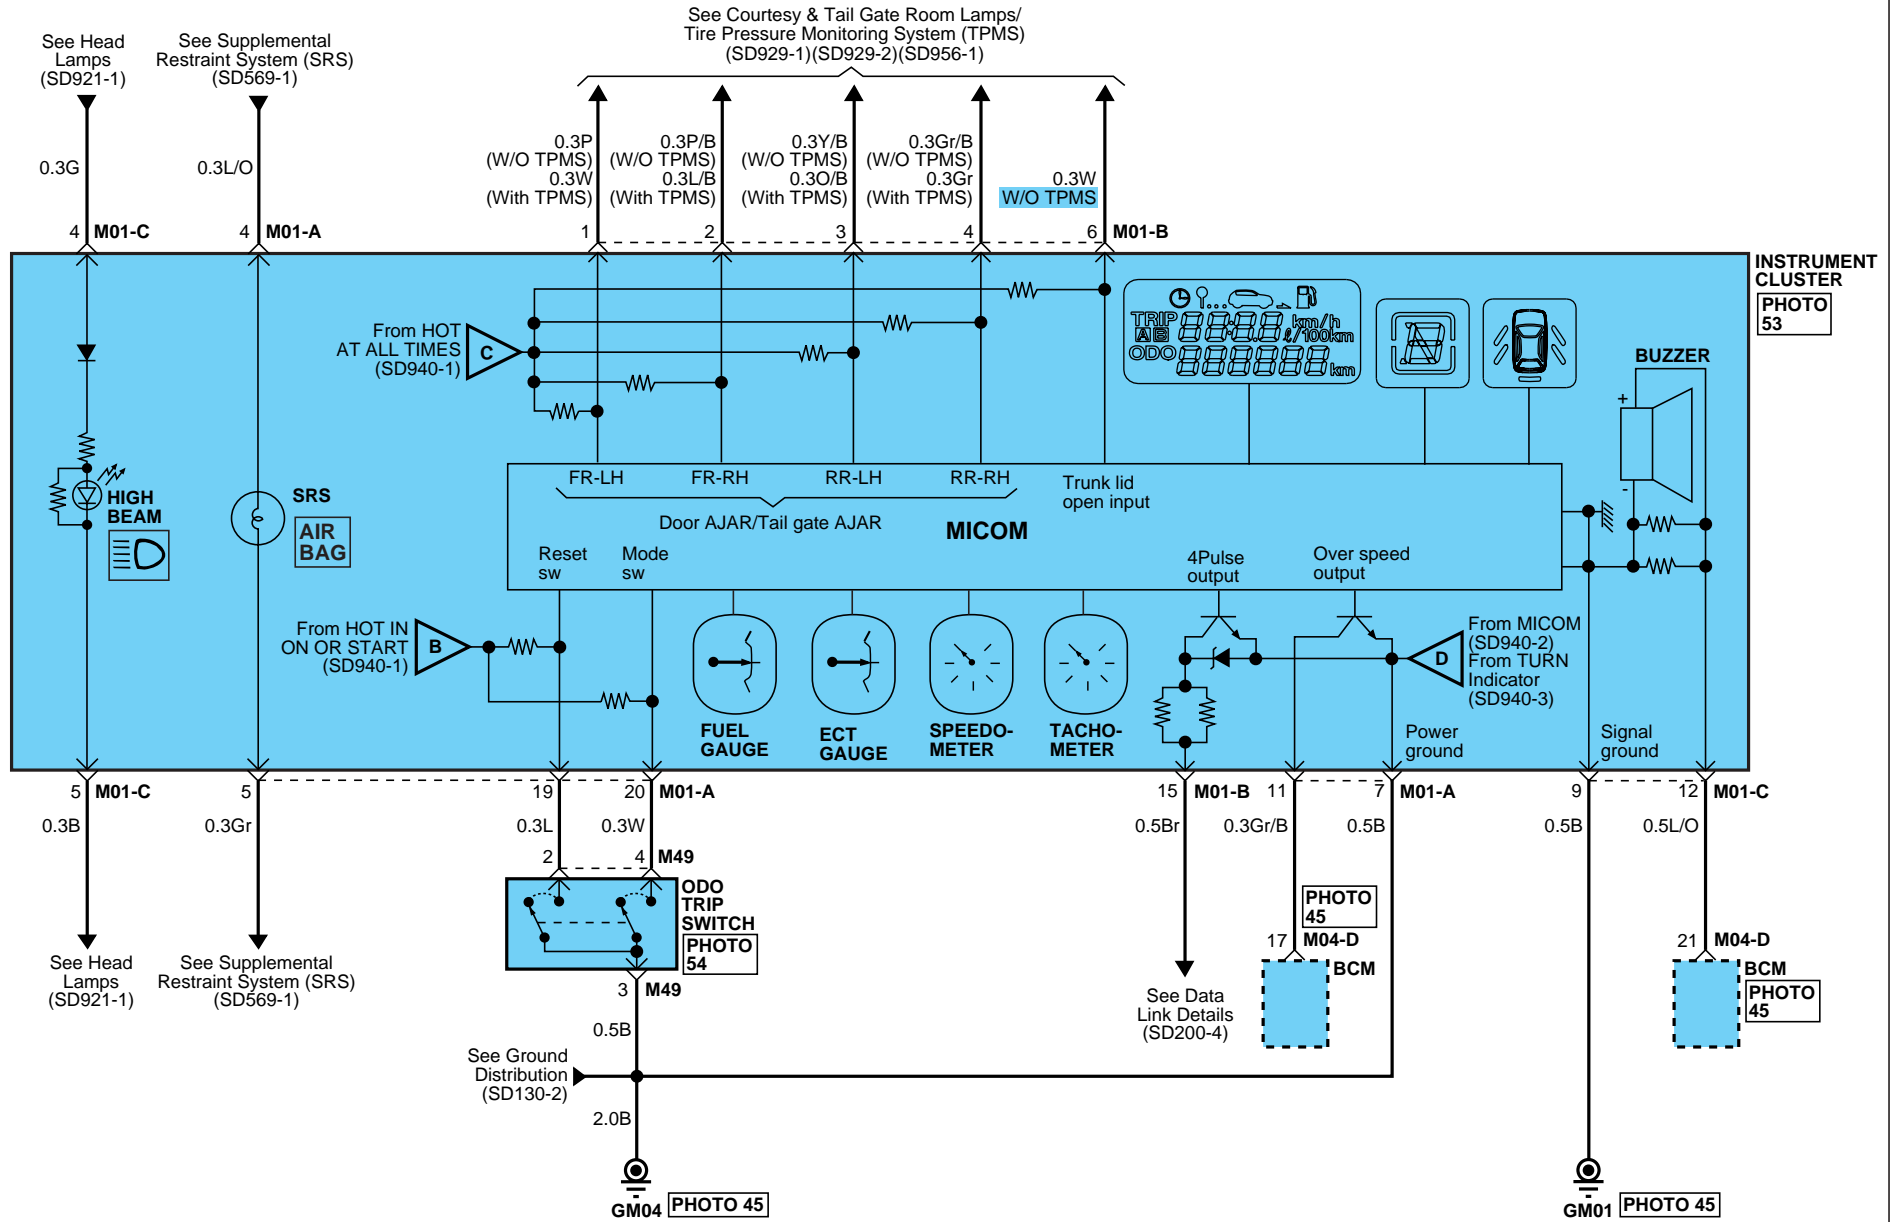 See Courtesy & Tail Gate Room Lamps/
Tire Pressure Monitoring System (TPMS)
(SD929-1)(SD929-2)(SD956-1)
See Head
Lamps
(SD921-1)
See Supplemental
Restraint System (SRS)
(SD569-1)
0.3G
0.3L/O
0.3P
(W/O TPMS)
0.3W
(With TPMS)
0.3P/B
(W/O TPMS)
0.3L/B
(With TPMS)
0.3Y/B
(W/O TPMS)
0.3O/B
(With TPMS)
0.3Gr/B
(W/O TPMS)
0.3Gr
(With TPMS)
0.3W
W/O TPMS
4 M01-C
4 M01-A
1
2
3
4
6 M01-B
INSTRUMENT
CLUSTER
PHOTO
53
From HOT
AT ALL TIMES
(SD940-1)
C
TRIP
A B
88:8.8
km/h
ℓ/100km
ODO
888888
km
BUZZER
+
-
HIGH
BEAM
SRS
AIR
BAG
FR-LH
FR-RH
RR-LH
RR-RH
Trunk lid
open input
Door AJAR/Tail gate AJAR
MICOM
Reset
sw
Mode
sw
4Pulse
output
Over speed
output
From HOT IN
ON OR START
(SD940-1)
B
From MICOM
(SD940-2)
From TURN
Indicator
(SD940-3)
D
FUEL
GAUGE
ECT
GAUGE
SPEEDO-
METER
TACHO-
METER
Power
ground
Signal
ground
5 M01-C
5
19
20 M01-A
15 M01-B
11
7 M01-A
9
12 M01-C
0.3B
0.3Gr
0.3L
0.3W
0.5Br
0.3Gr/B
0.5B
0.5B
0.5L/O
2
4 M49
ODO
TRIP
SWITCH
PHOTO
54
3 M49
PHOTO
45
17 M04-D
BCM
21 M04-D
BCM
PHOTO
45
See Head
Lamps
(SD921-1)
See Supplemental
Restraint System (SRS)
(SD569-1)
See Data
Link Details
(SD200-4)
0.5B
See Ground
Distribution
(SD130-2)
2.0B
GM04 PHOTO 45
GM01 PHOTO 45